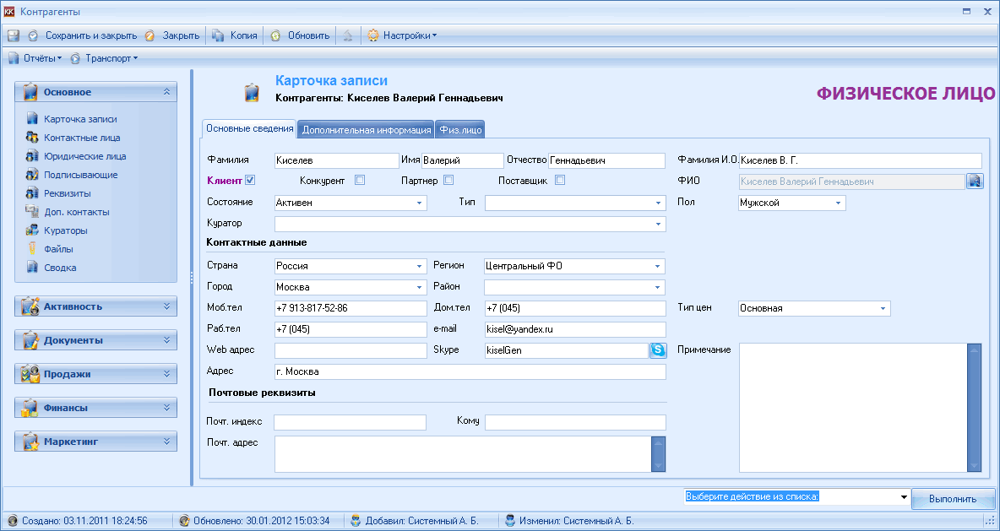 КК Контрагенты
Сохранить и закрыть Закрыть Копия Обновить Настройки
Отчёты Транспорт
Основное
Карточка записи
Контактные лица
Юридические лица
Подписывающие
Реквизиты
Доп. контакты
Кураторы
Файлы
Сводка
Активность
Документы
Продажи
Финансы
Маркетинг
Карточка записи
Контрагенты: Киселев Валерий Геннадьевич
ФИЗИЧЕСКОЕ ЛИЦО
Основные сведения Дополнительная информация Физ.лицо
Фамилия Киселев Имя Валерий Отчество Геннадьевич Фамилия И.О. Киселев В. Г.
Клиент Конкурент Партнер Поставщик ФИО Киселев Валерий Геннадьевич
Состояние Активен Тип Пол Мужской
Куратор
Контактные данные
Страна Россия Регион Центральный ФО
Город Москва Район
Моб.тел +7 913-817-52-86 Дом.тел +7 (045) Тип цен Основная
Раб.тел +7 (045) e-mail kisel@yandex.ru
Web адрес Skype kiselGen S Примечание
Адрес г. Москва
Почтовые реквизиты
Почт. индекс Кому
Почт. адрес
Выберите действие из списка: Выполнить
Создано: 03.11.2011 18:24:56 Обновлено: 30.01.2012 15:03:34 Добавил: Системный А. Б. Изменил: Системный А. Б.